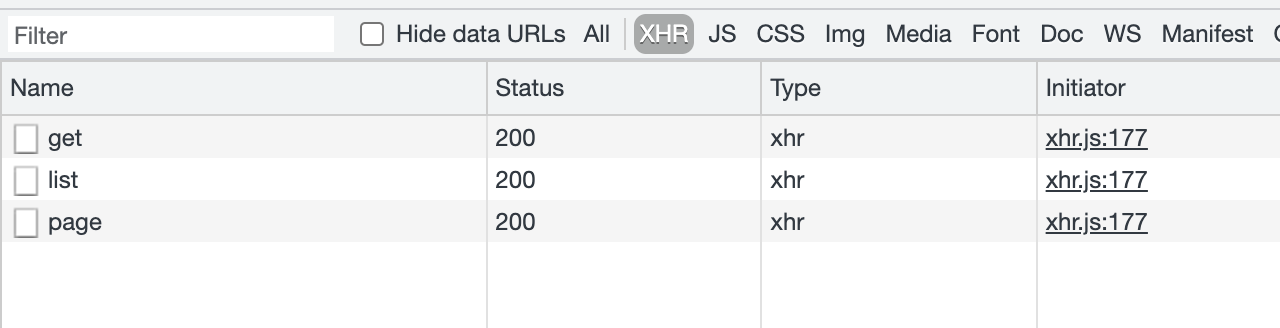 Filter Hide data URLs All XHR JS CSS Img Media Font Doc WS Manifest
Name Status Type Initiator
get 200 xhr xhr.js:177
list 200 xhr xhr.js:177
page 200 xhr xhr.js:177